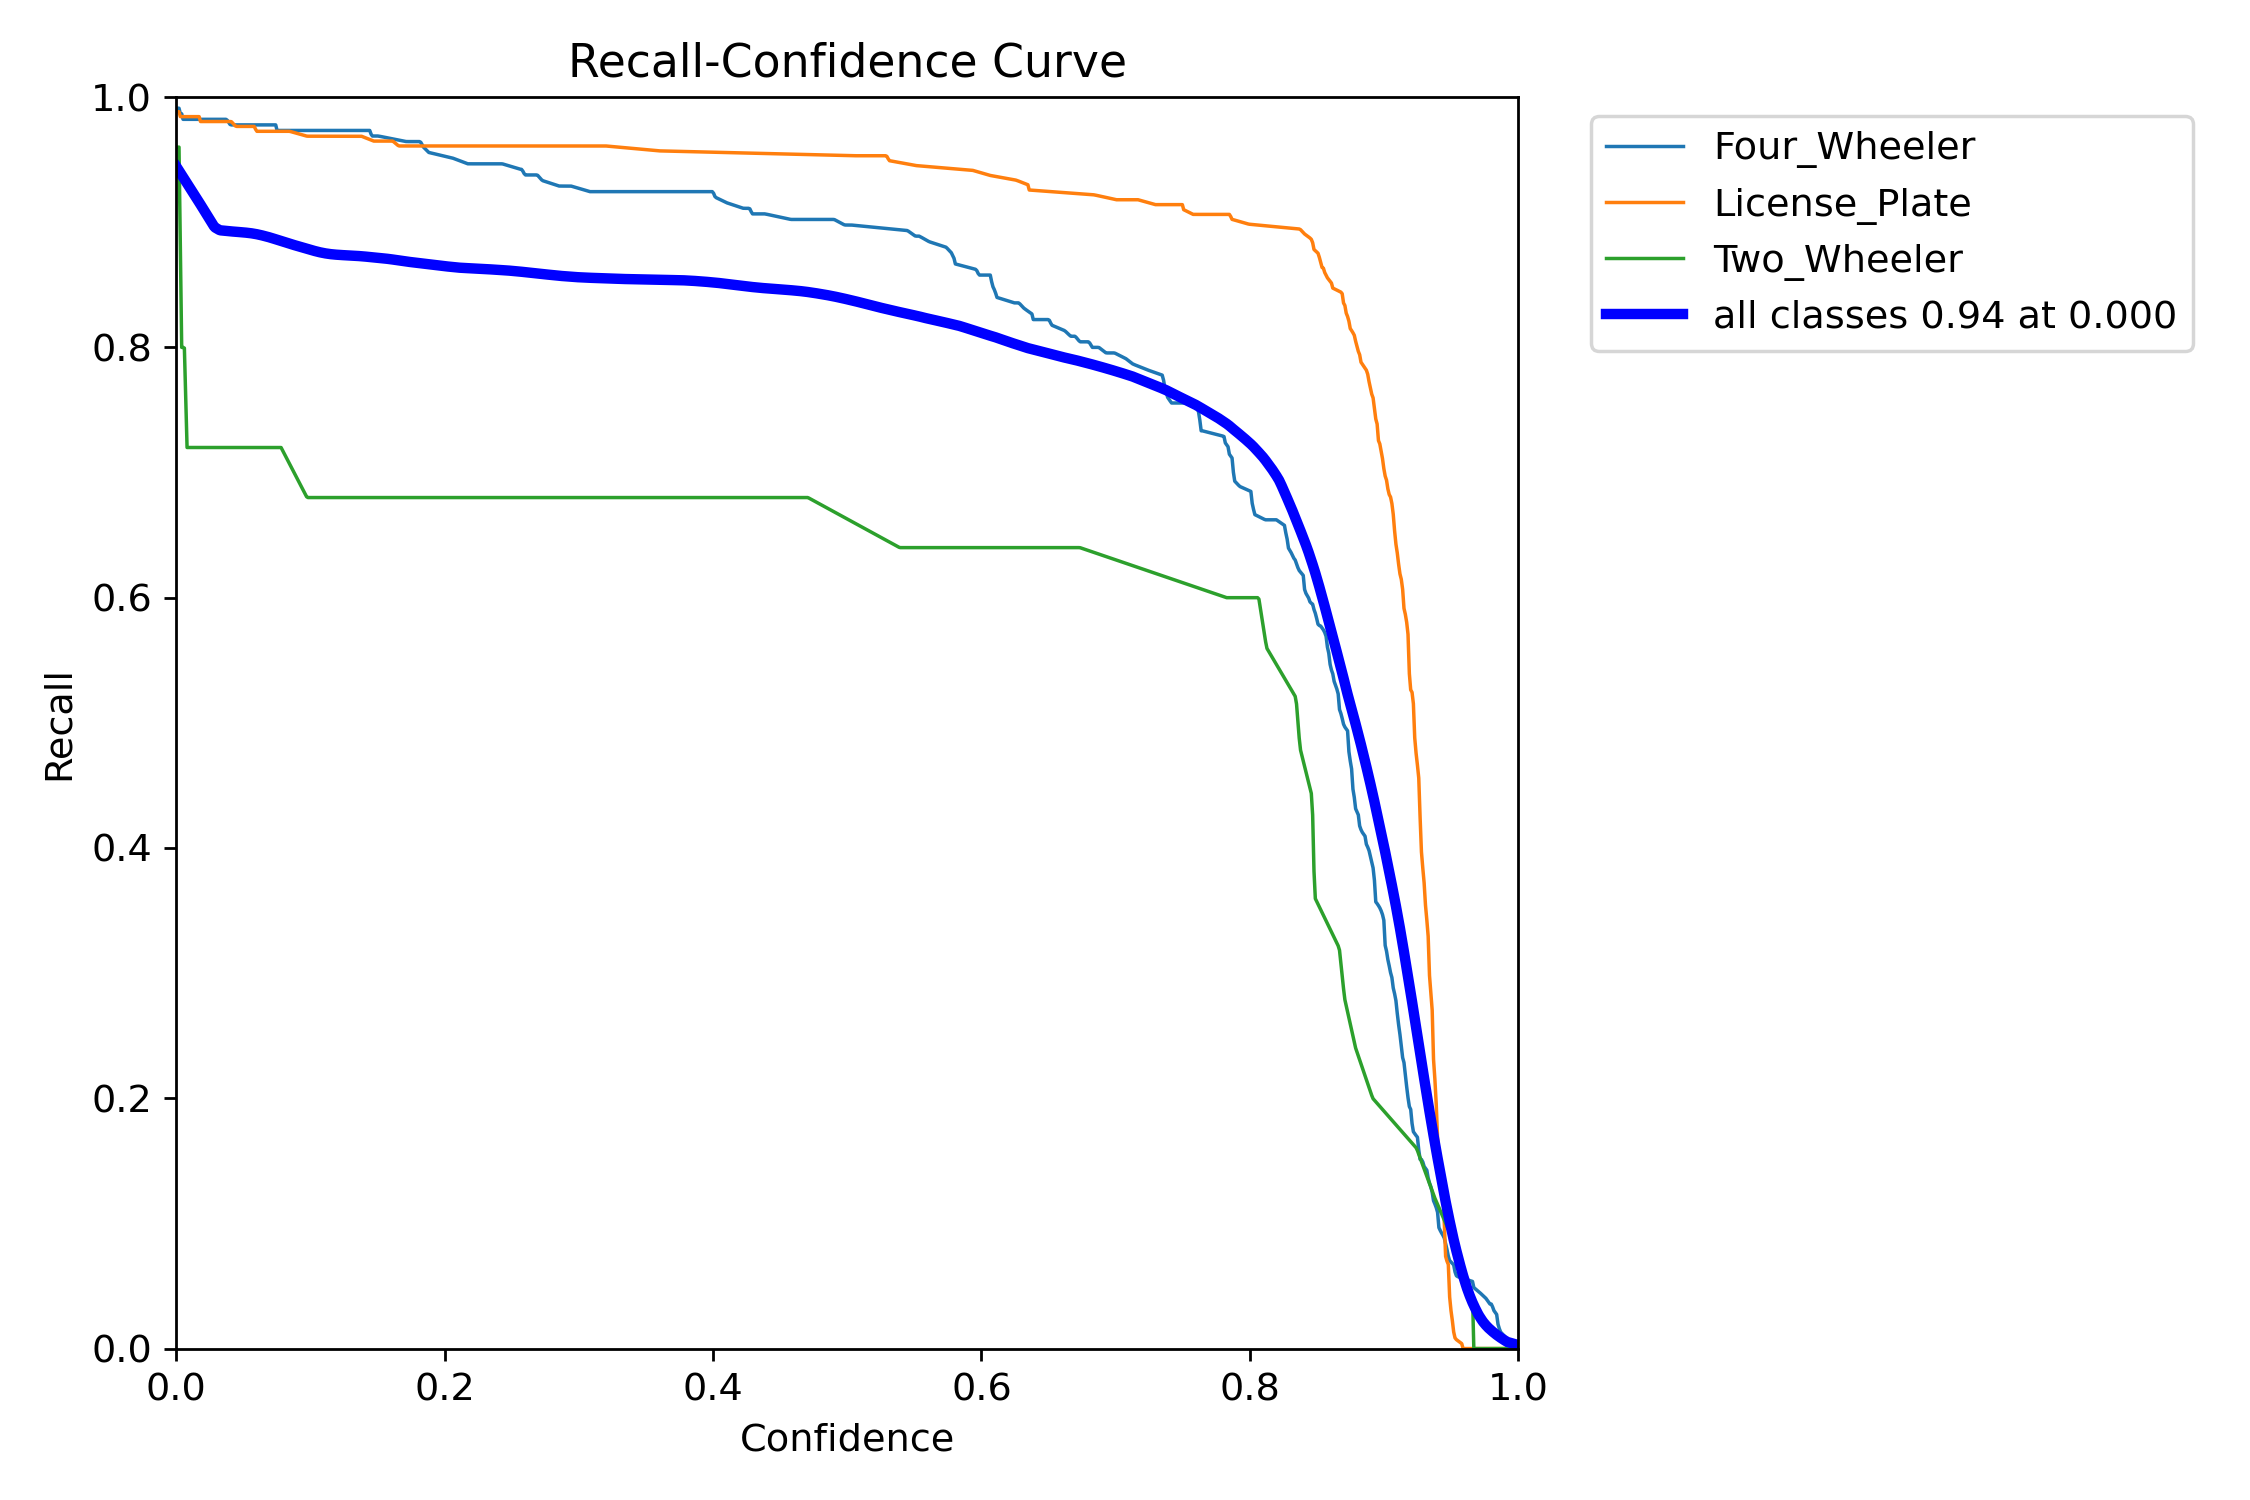 Recall-Confidence Curve
1.0
0.8
0.6
0.4
0.2
0.0
Recall
0.0 0.2 0.4 0.6 0.8 1.0
Confidence
Four_Wheeler
License_Plate
Two_Wheeler
all classes 0.94 at 0.000